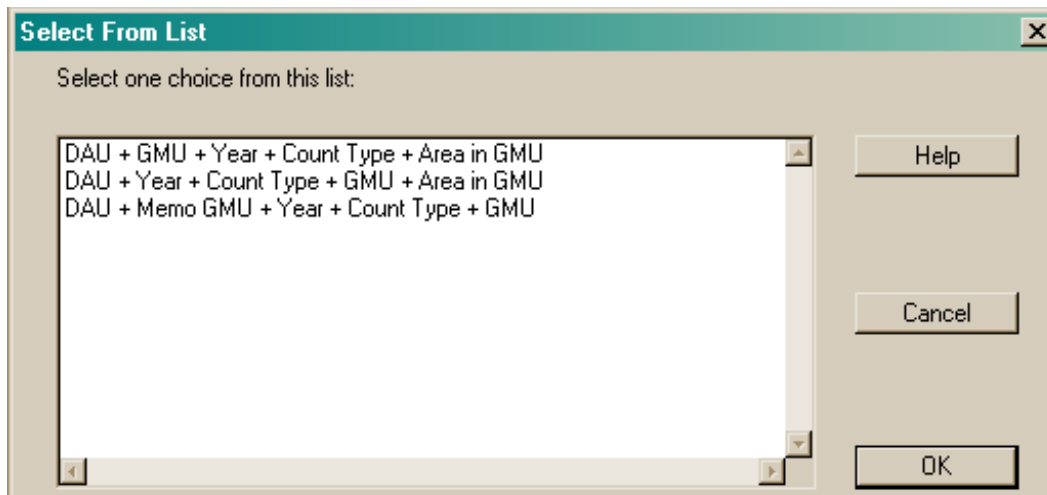 Select From List
Select one choice from this list:
DAU + GMU + Year + Count Type + Area in GMU
DAU + Year + Count Type + GMU + Area in GMU
DAU + Memo GMU + Year + Count Type + GMU
Help
Cancel
OK